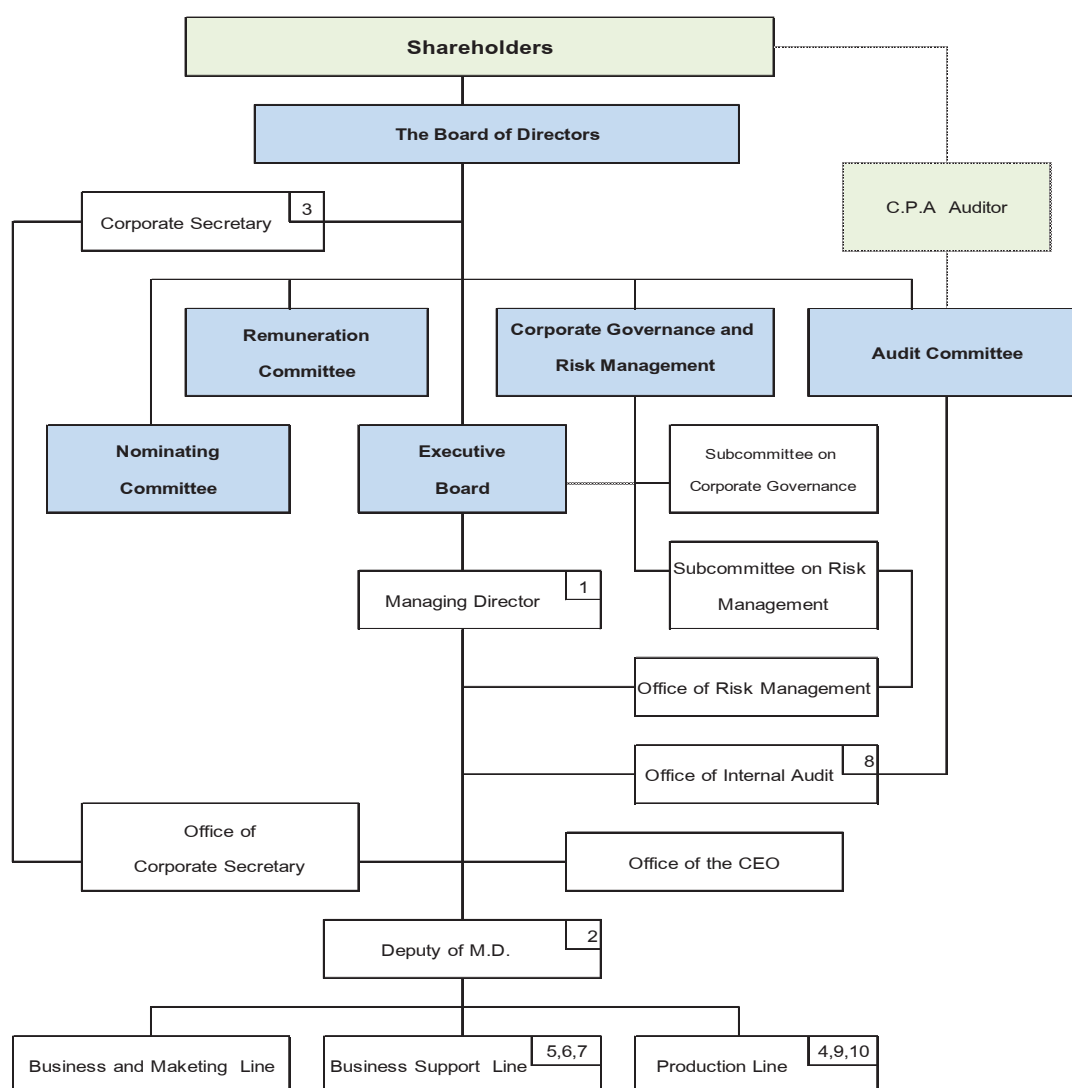 Shareholders
The Board of Directors
C.P.A Auditor
3
Corporate Secretary
Remuneration
Committee
Corporate Governance and
Risk Management
Audit Committee
Nominating
Committee
Executive
Board
Subcommittee on
Corporate Governance
1
Managing Director
Subcommittee on Risk
Management
Office of Risk Management
8
Office of Internal Audit
Office of
Corporate Secretary
Office of the CEO
2
Deputy of M.D.
Business and Maketing Line
5,6,7
Business Support Line
4,9,10
Production Line